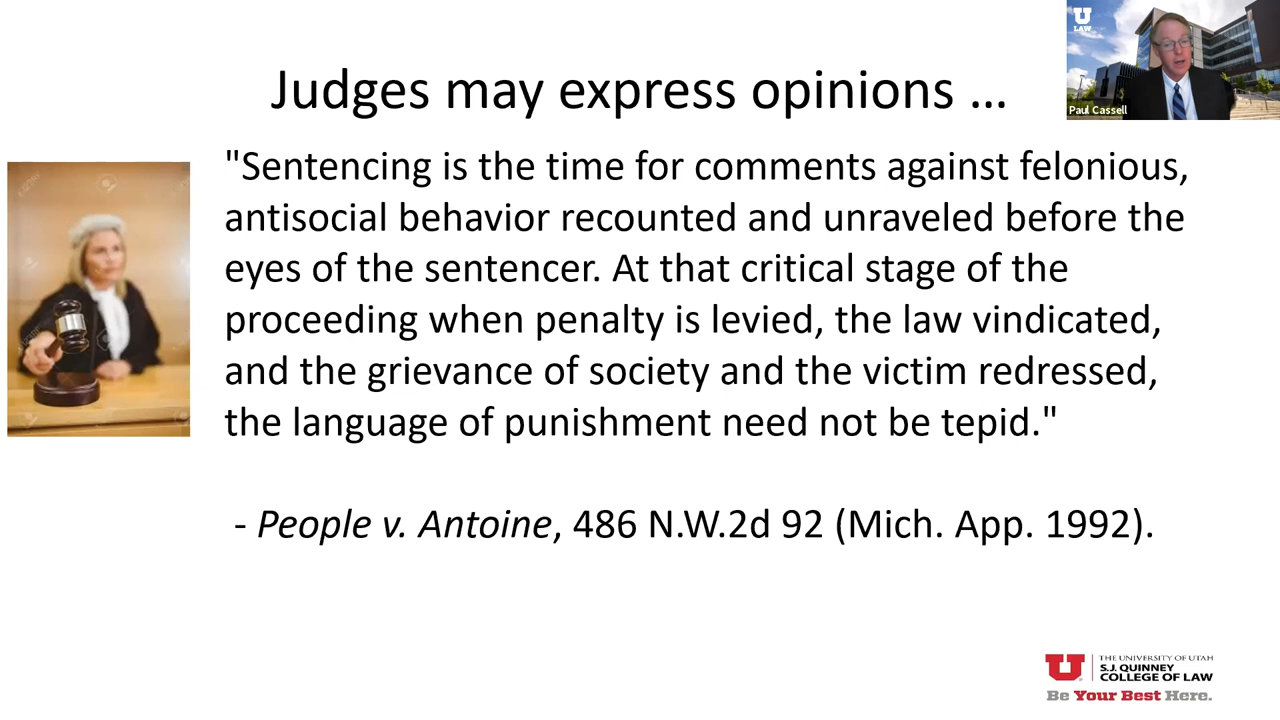 Judges may express opinions ...
U
LAW
Paul Cassell
"Sentencing is the time for comments against felonious,
antisocial behavior recounted and unraveled before the
eyes of the sentencer. At that critical stage of the
proceeding when penalty is levied, the law vindicated,
and the grievance of society and the victim redressed,
the language of punishment need not be tepid."
- People v. Antoine, 486 N.W.2d 92 (Mich. App. 1992).
U
THE UNIVERSITY OF UTAH
S.J. QUINNEY
COLLEGE OF LAW
Be Your Best Here.